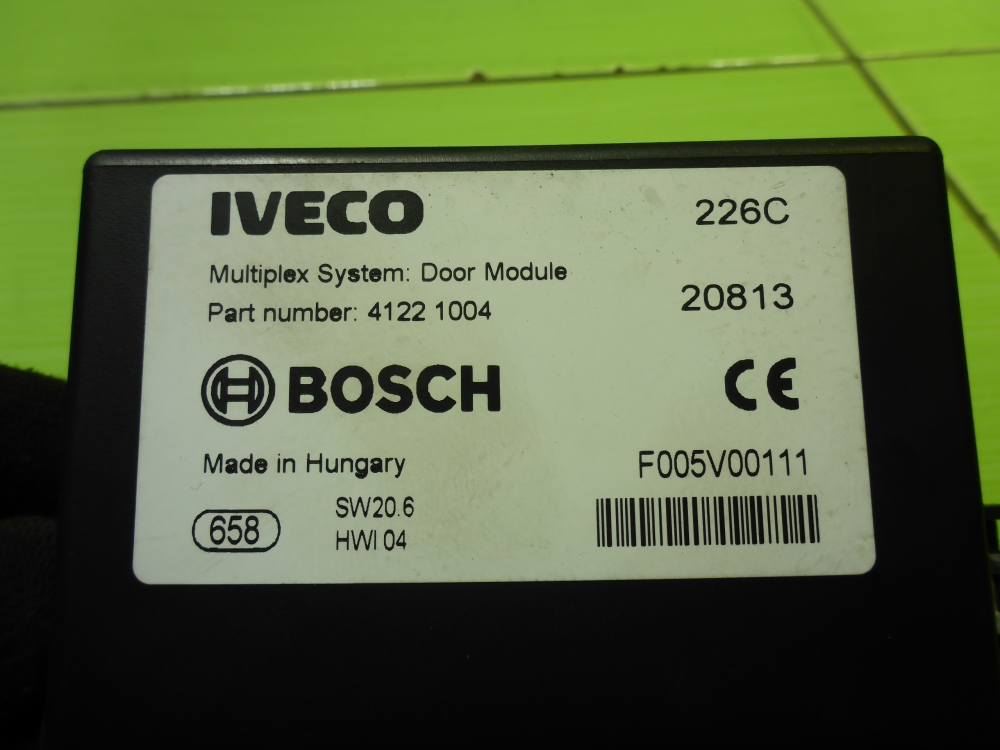 IVECO
226C
Multiplex System: Door Module
20813
Part number: 4122 1004
BOSCH
CE
Made in Hungary
F005V00111
658
SW20.6
HWI 04